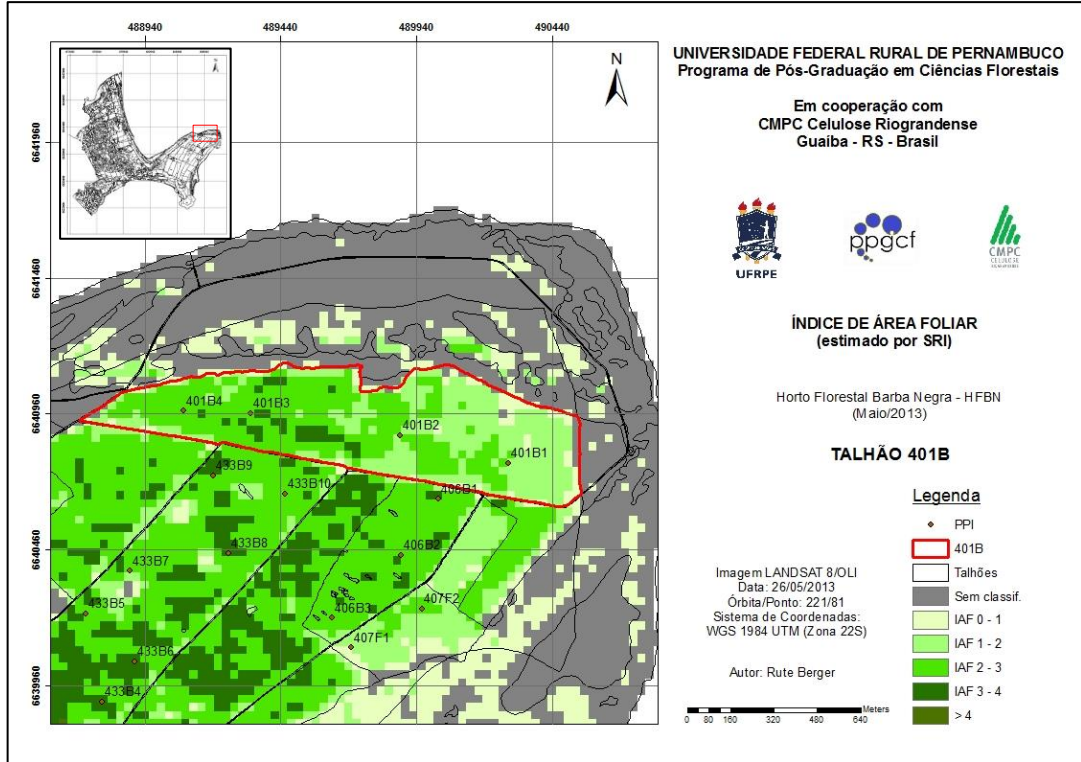 488940 489440 489940 490440
6641960
6641460
6640960
6640460
6639960
401B4
401B3
401B2
401B1
433B9
433B10
406B1
433B8
406B2
433B7
433B5
406B3
407F2
407F1
433B6
433B4
UNIVERSIDADE FEDERAL RURAL DE PERNAMBUCO
Programa de Pós-Graduação em Ciências Florestais
Em cooperação com
CMPC Celulose Riograndense
Guaíba - RS - Brasil
UFRPE
ppgcf
CMPC
CELULOSE
ÍNDICE DE ÁREA FOLIAR
(estimado por SRI)
Horto Florestal Barba Negra - HFBN
(Maio/2013)
TALHÃO 401B
Legenda
PPI
401B
Talhões
Sem classif.
IAF 0 - 1
IAF 1 - 2
IAF 2 - 3
IAF 3 - 4
> 4
Imagem LANDSAT 8/OLI
Data: 26/05/2013
Órbita/Ponto: 221/81
Sistema de Coordenadas:
WGS 1984 UTM (Zona 22S)
Autor: Rute Berger
0 80 160 320 480 640 Meters